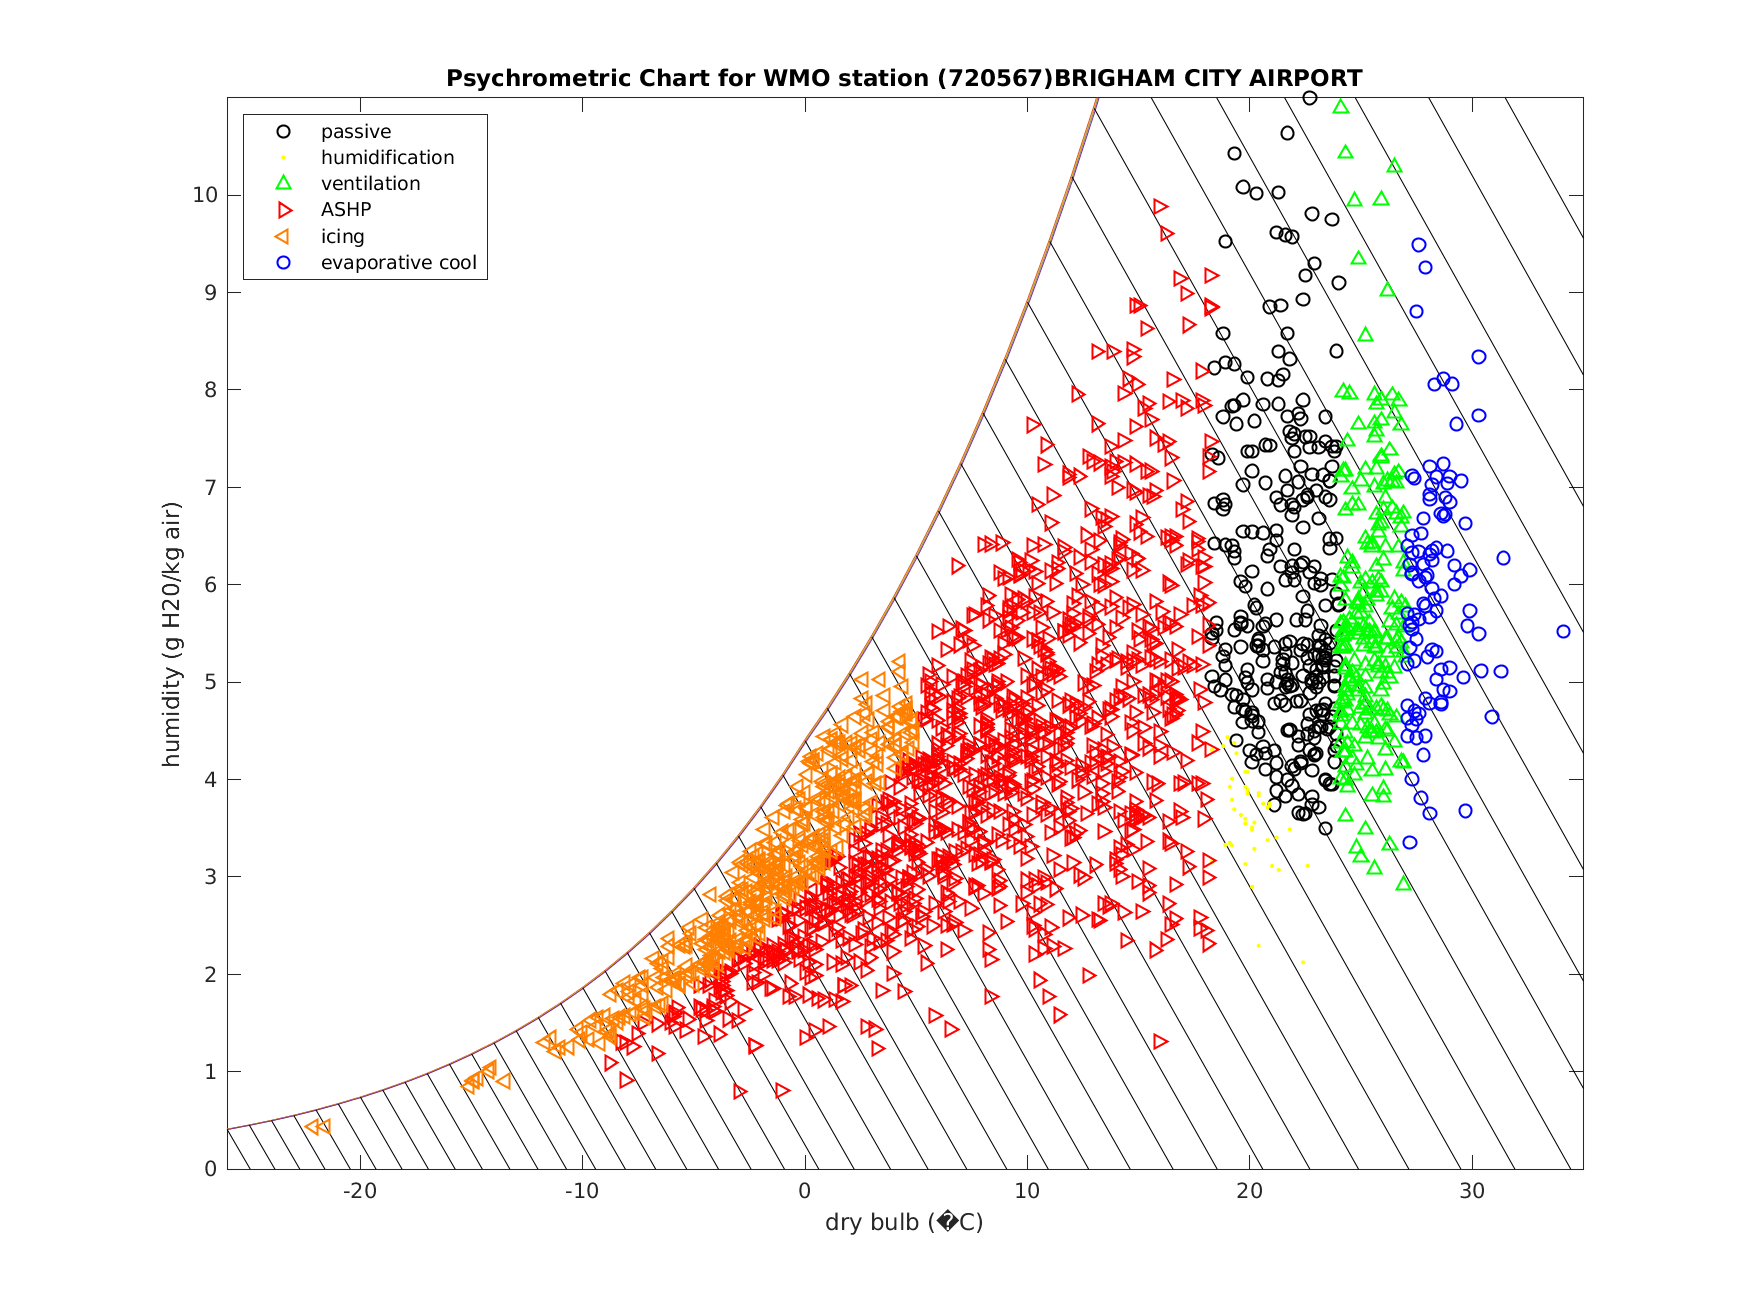 Psychrometric Chart for WMO station (720567)BRIGHAM CITY AIRPORT
passive
humidification
ventilation
ASHP
icing
evaporative cool
10
9
8
7
6
5
4
3
2
1
0
humidity (g H20/kg air)
-20
-10
0
10
20
30
dry bulb (�C)